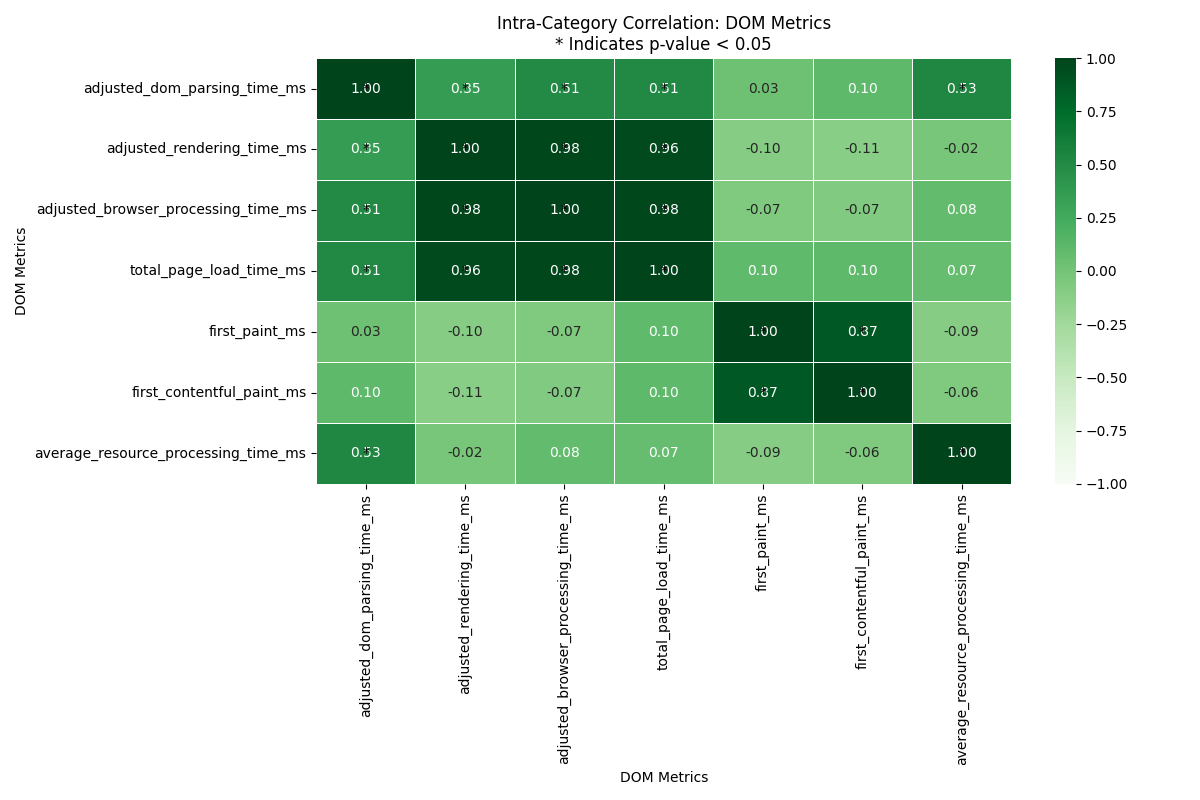 Intra-Category Correlation: DOM Metrics
* Indicates p-value < 0.05
adjusted_dom_parsing_time_ms 1.00* 0.35* 0.51* 0.51* 0.03 0.10 0.53*
adjusted_rendering_time_ms 0.35* 1.00* 0.98* 0.96* -0.10 -0.11 -0.02
adjusted_browser_processing_time_ms 0.51* 0.98* 1.00* 0.98* -0.07 -0.07 0.08
total_page_load_time_ms 0.51* 0.96* 0.98* 1.00* 0.10 0.10 0.07
first_paint_ms 0.03 -0.10 -0.07 0.10 1.00* 0.87* -0.09
first_contentful_paint_ms 0.10 -0.11 -0.07 0.10 0.87* 1.00* -0.06
average_resource_processing_time_ms 0.53* -0.02 0.08 0.07 -0.09 -0.06 1.00*
DOM Metrics
adjusted_dom_parsing_time_ms
adjusted_rendering_time_ms
adjusted_browser_processing_time_ms
total_page_load_time_ms
first_paint_ms
first_contentful_paint_ms
average_resource_processing_time_ms
DOM Metrics
1.00
0.75
0.50
0.25
0.00
−0.25
−0.50
−0.75
−1.00